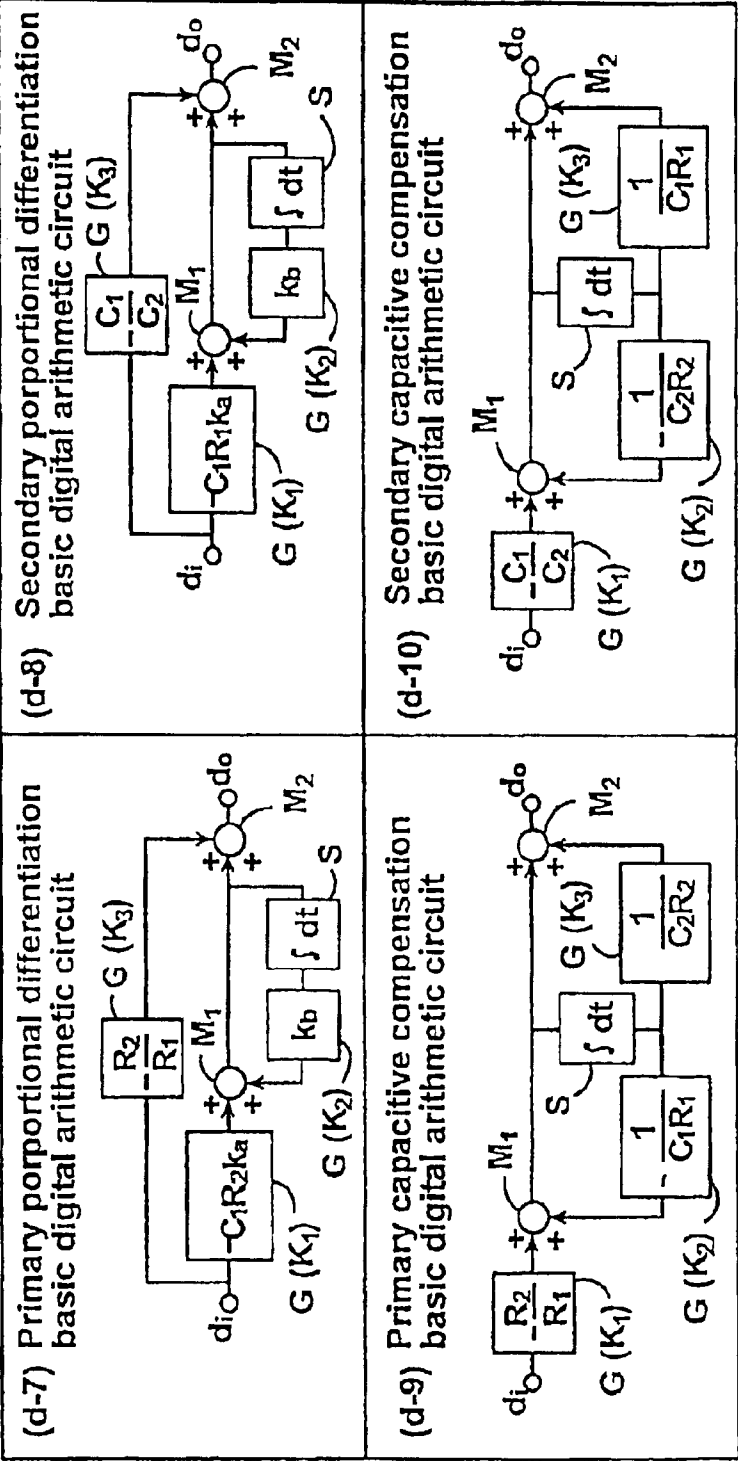 (d-7) Primary porportional differentiation
basic digital arithmetic circuit
di
-C1R2ka
G (K1)
- R2
R1
G (K3)
M1
+ +
kb
G (K2)
∫ dt
S
+ +
M2
do
(d-8) Secondary porportional differentiation
basic digital arithmetic circuit
di
-C1R1ka
G (K1)
- C1
C2
G (K3)
M1
+ +
kb
G (K2)
∫ dt
S
+ +
M2
do
(d-9) Primary capacitive compensation
basic digital arithmetic circuit
di
- R2
R1
G (K1)
M1
+ +
- 1
C1R1
G (K2)
S
∫ dt
G (K3)
1
C2R2
+ +
M2
do
(d-10) Secondary capacitive compensation
basic digital arithmetic circuit
di
- C1
C2
G (K1)
M1
+ +
- 1
C2R2
G (K2)
S
∫ dt
G (K3)
1
C1R1
+ +
M2
do